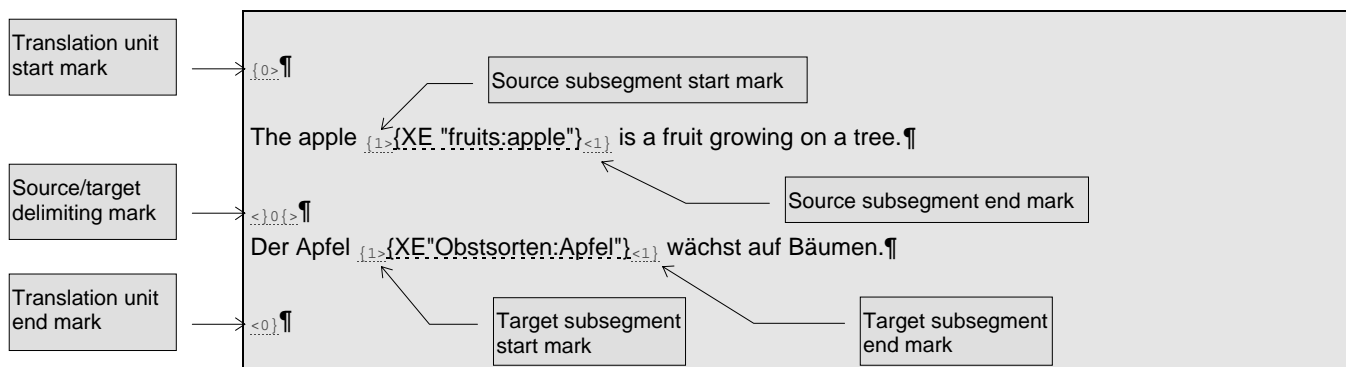 Translation unit
start mark
{0>¶
Source subsegment start mark
The apple {1>{XE "fruits:apple"}<1} is a fruit growing on a tree.¶
Source subsegment end mark
Source/target
delimiting mark
<}0{>¶
Der Apfel {1>{XE"Obstsorten:Apfel"}<1} wächst auf Bäumen.¶
Translation unit
end mark
<0}¶
Target subsegment
start mark
Target subsegment
end mark